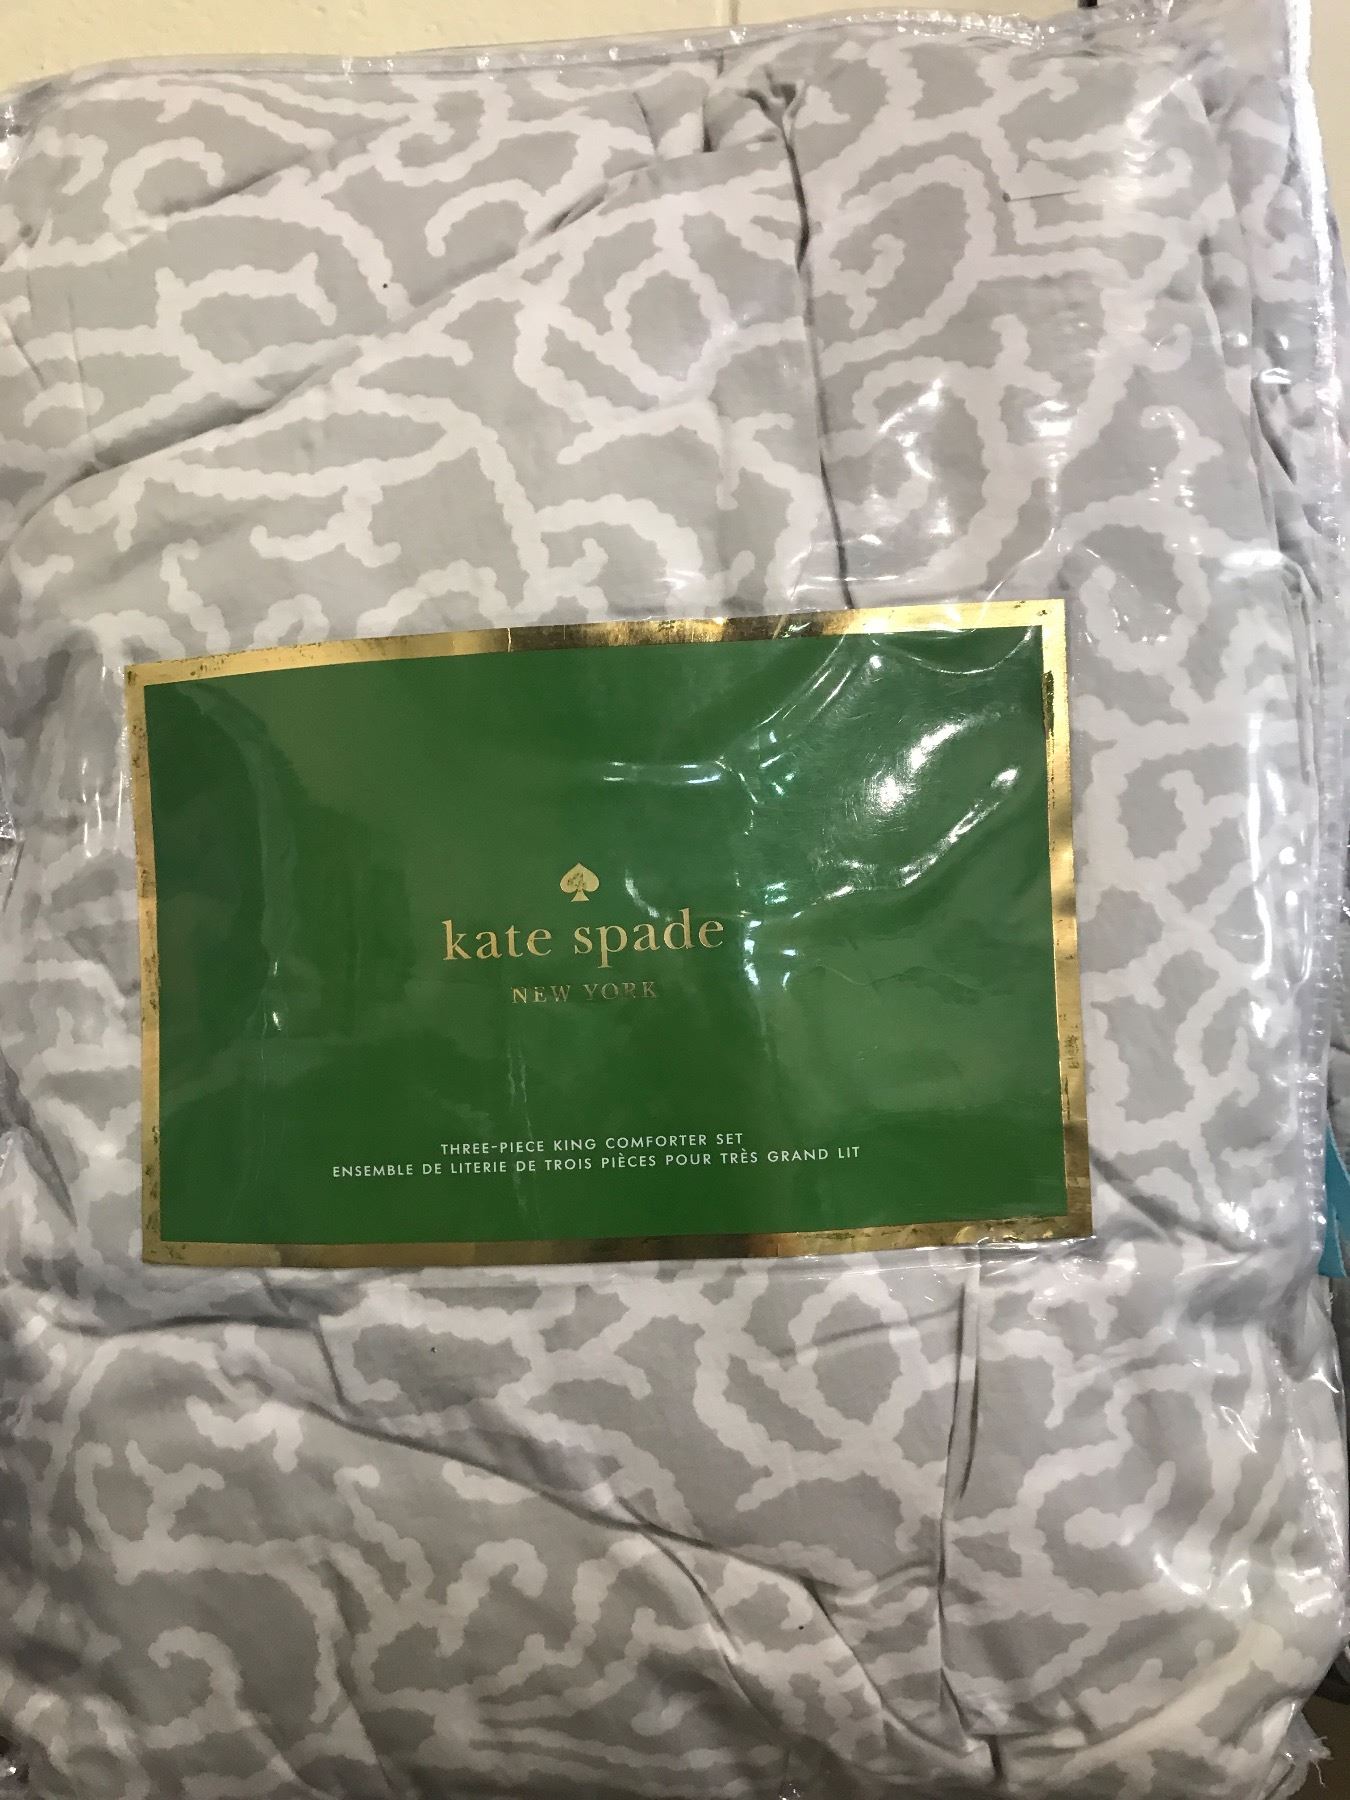 kate spade
NEW YORK
THREE-PIECE KING COMFORTER SET
ENSEMBLE DE LITERIE DE TROIS PIÈCES POUR TRÈS GRAND LIT